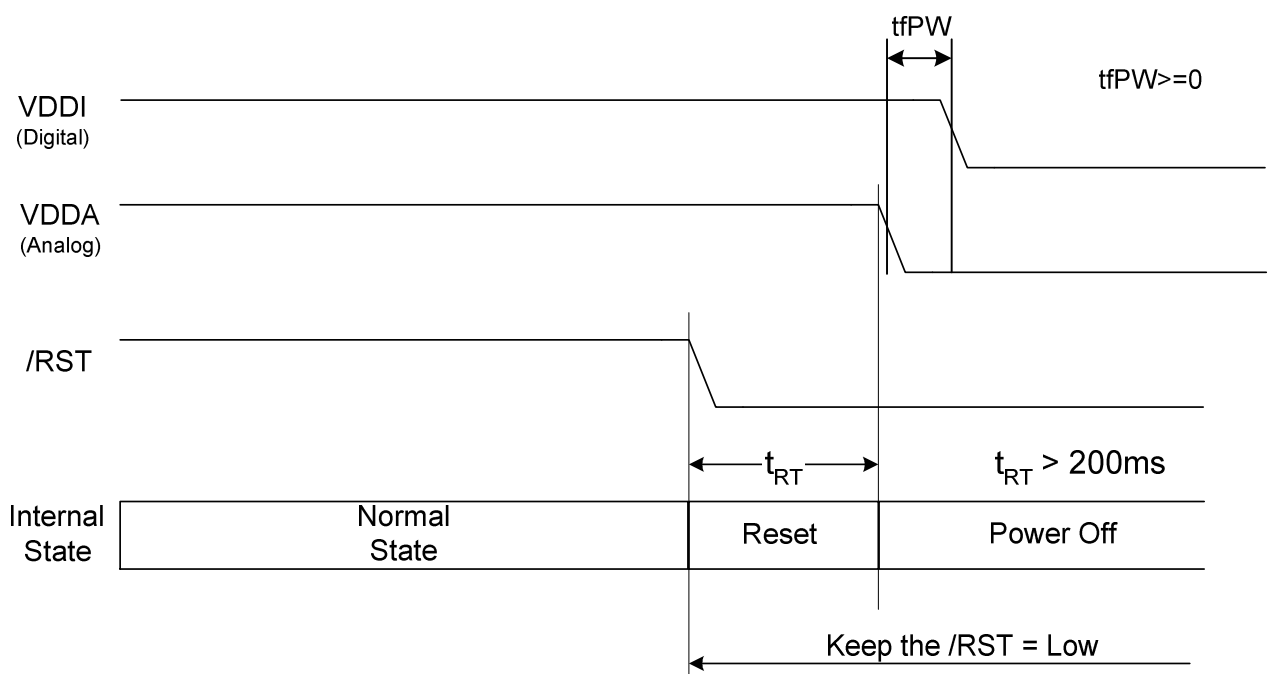 tfPW
tfPW>=0
VDDI
(Digital)
VDDA
(Analog)
/RST
tRT
tRT > 200ms
Internal
State
Normal
State
Reset
Power Off
Keep the /RST = Low